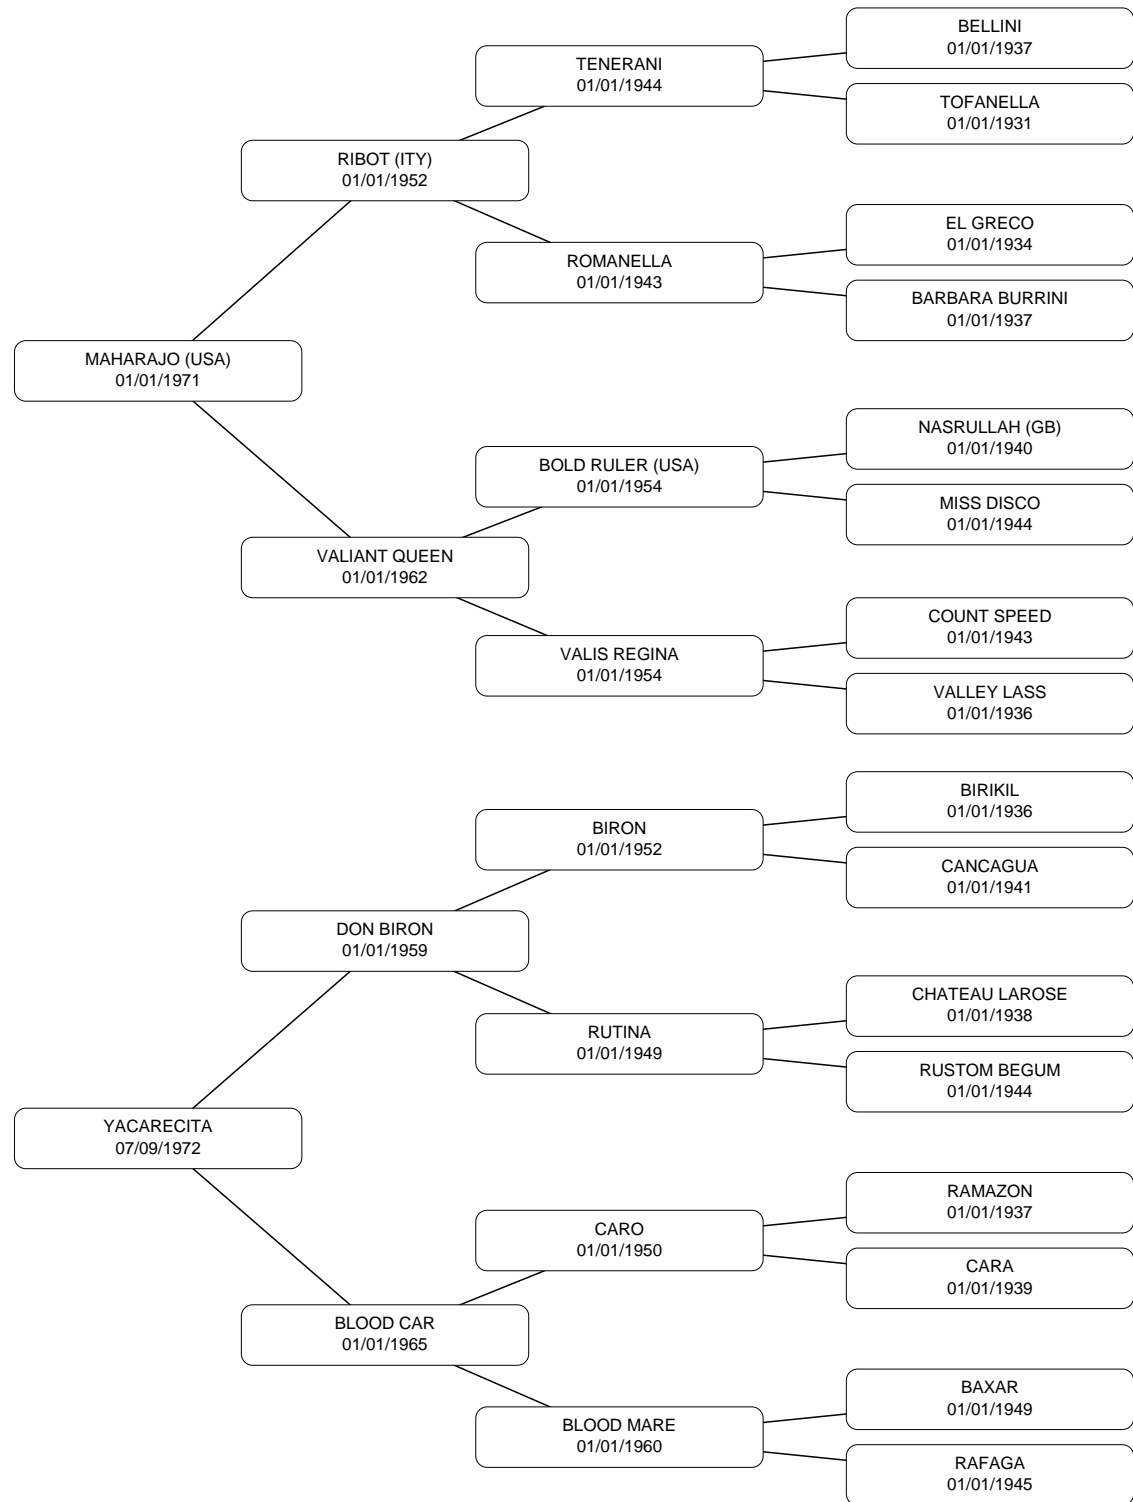 BELLINI
01/01/1937
TENERANI
01/01/1944
TOFANELLA
01/01/1931
RIBOT (ITY)
01/01/1952
EL GRECO
01/01/1934
ROMANELLA
01/01/1943
BARBARA BURRINI
01/01/1937
MAHARAJO (USA)
01/01/1971
NASRULLAH (GB)
01/01/1940
BOLD RULER (USA)
01/01/1954
MISS DISCO
01/01/1944
VALIANT QUEEN
01/01/1962
COUNT SPEED
01/01/1943
VALIS REGINA
01/01/1954
VALLEY LASS
01/01/1936
BIRIKIL
01/01/1936
BIRON
01/01/1952
CANCAGUA
01/01/1941
DON BIRON
01/01/1959
CHATEAU LAROSE
01/01/1938
RUTINA
01/01/1949
RUSTOM BEGUM
01/01/1944
YACARECITA
07/09/1972
RAMAZON
01/01/1937
CARO
01/01/1950
CARA
01/01/1939
BLOOD CAR
01/01/1965
BAXAR
01/01/1949
BLOOD MARE
01/01/1960
RAFAGA
01/01/1945